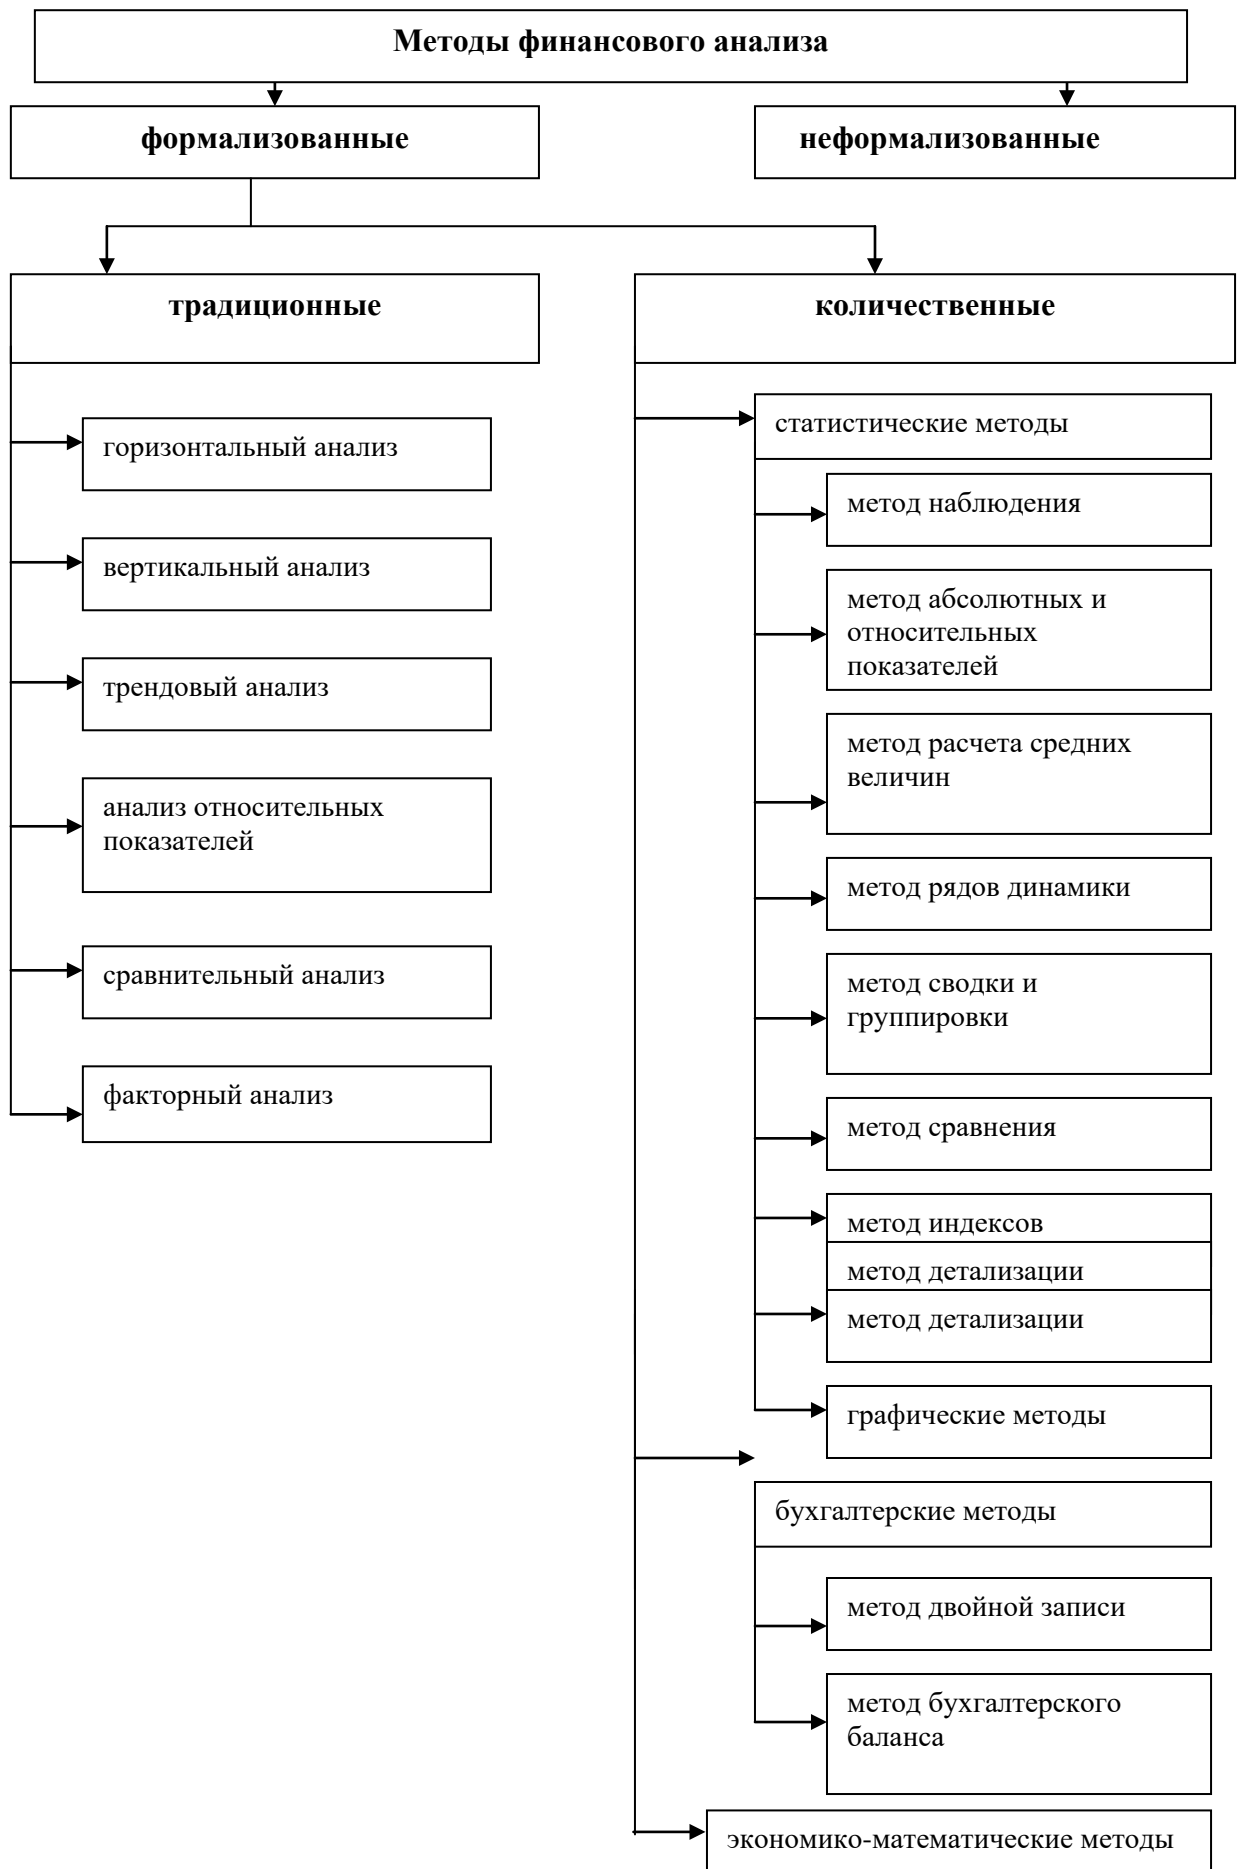 Методы финансового анализа
формализованные
неформализованные
традиционные
количественные
горизонтальный анализ
вертикальный анализ
трендовый анализ
анализ относительных
показателей
сравнительный анализ
факторный анализ
статистические методы
метод наблюдения
метод абсолютных и
относительных
показателей
метод расчета средних
величин
метод рядов динамики
метод сводки и
группировки
метод сравнения
метод индексов
метод детализации
метод детализации
графические методы
бухгалтерские методы
метод двойной записи
метод бухгалтерского
баланса
экономико-математические методы